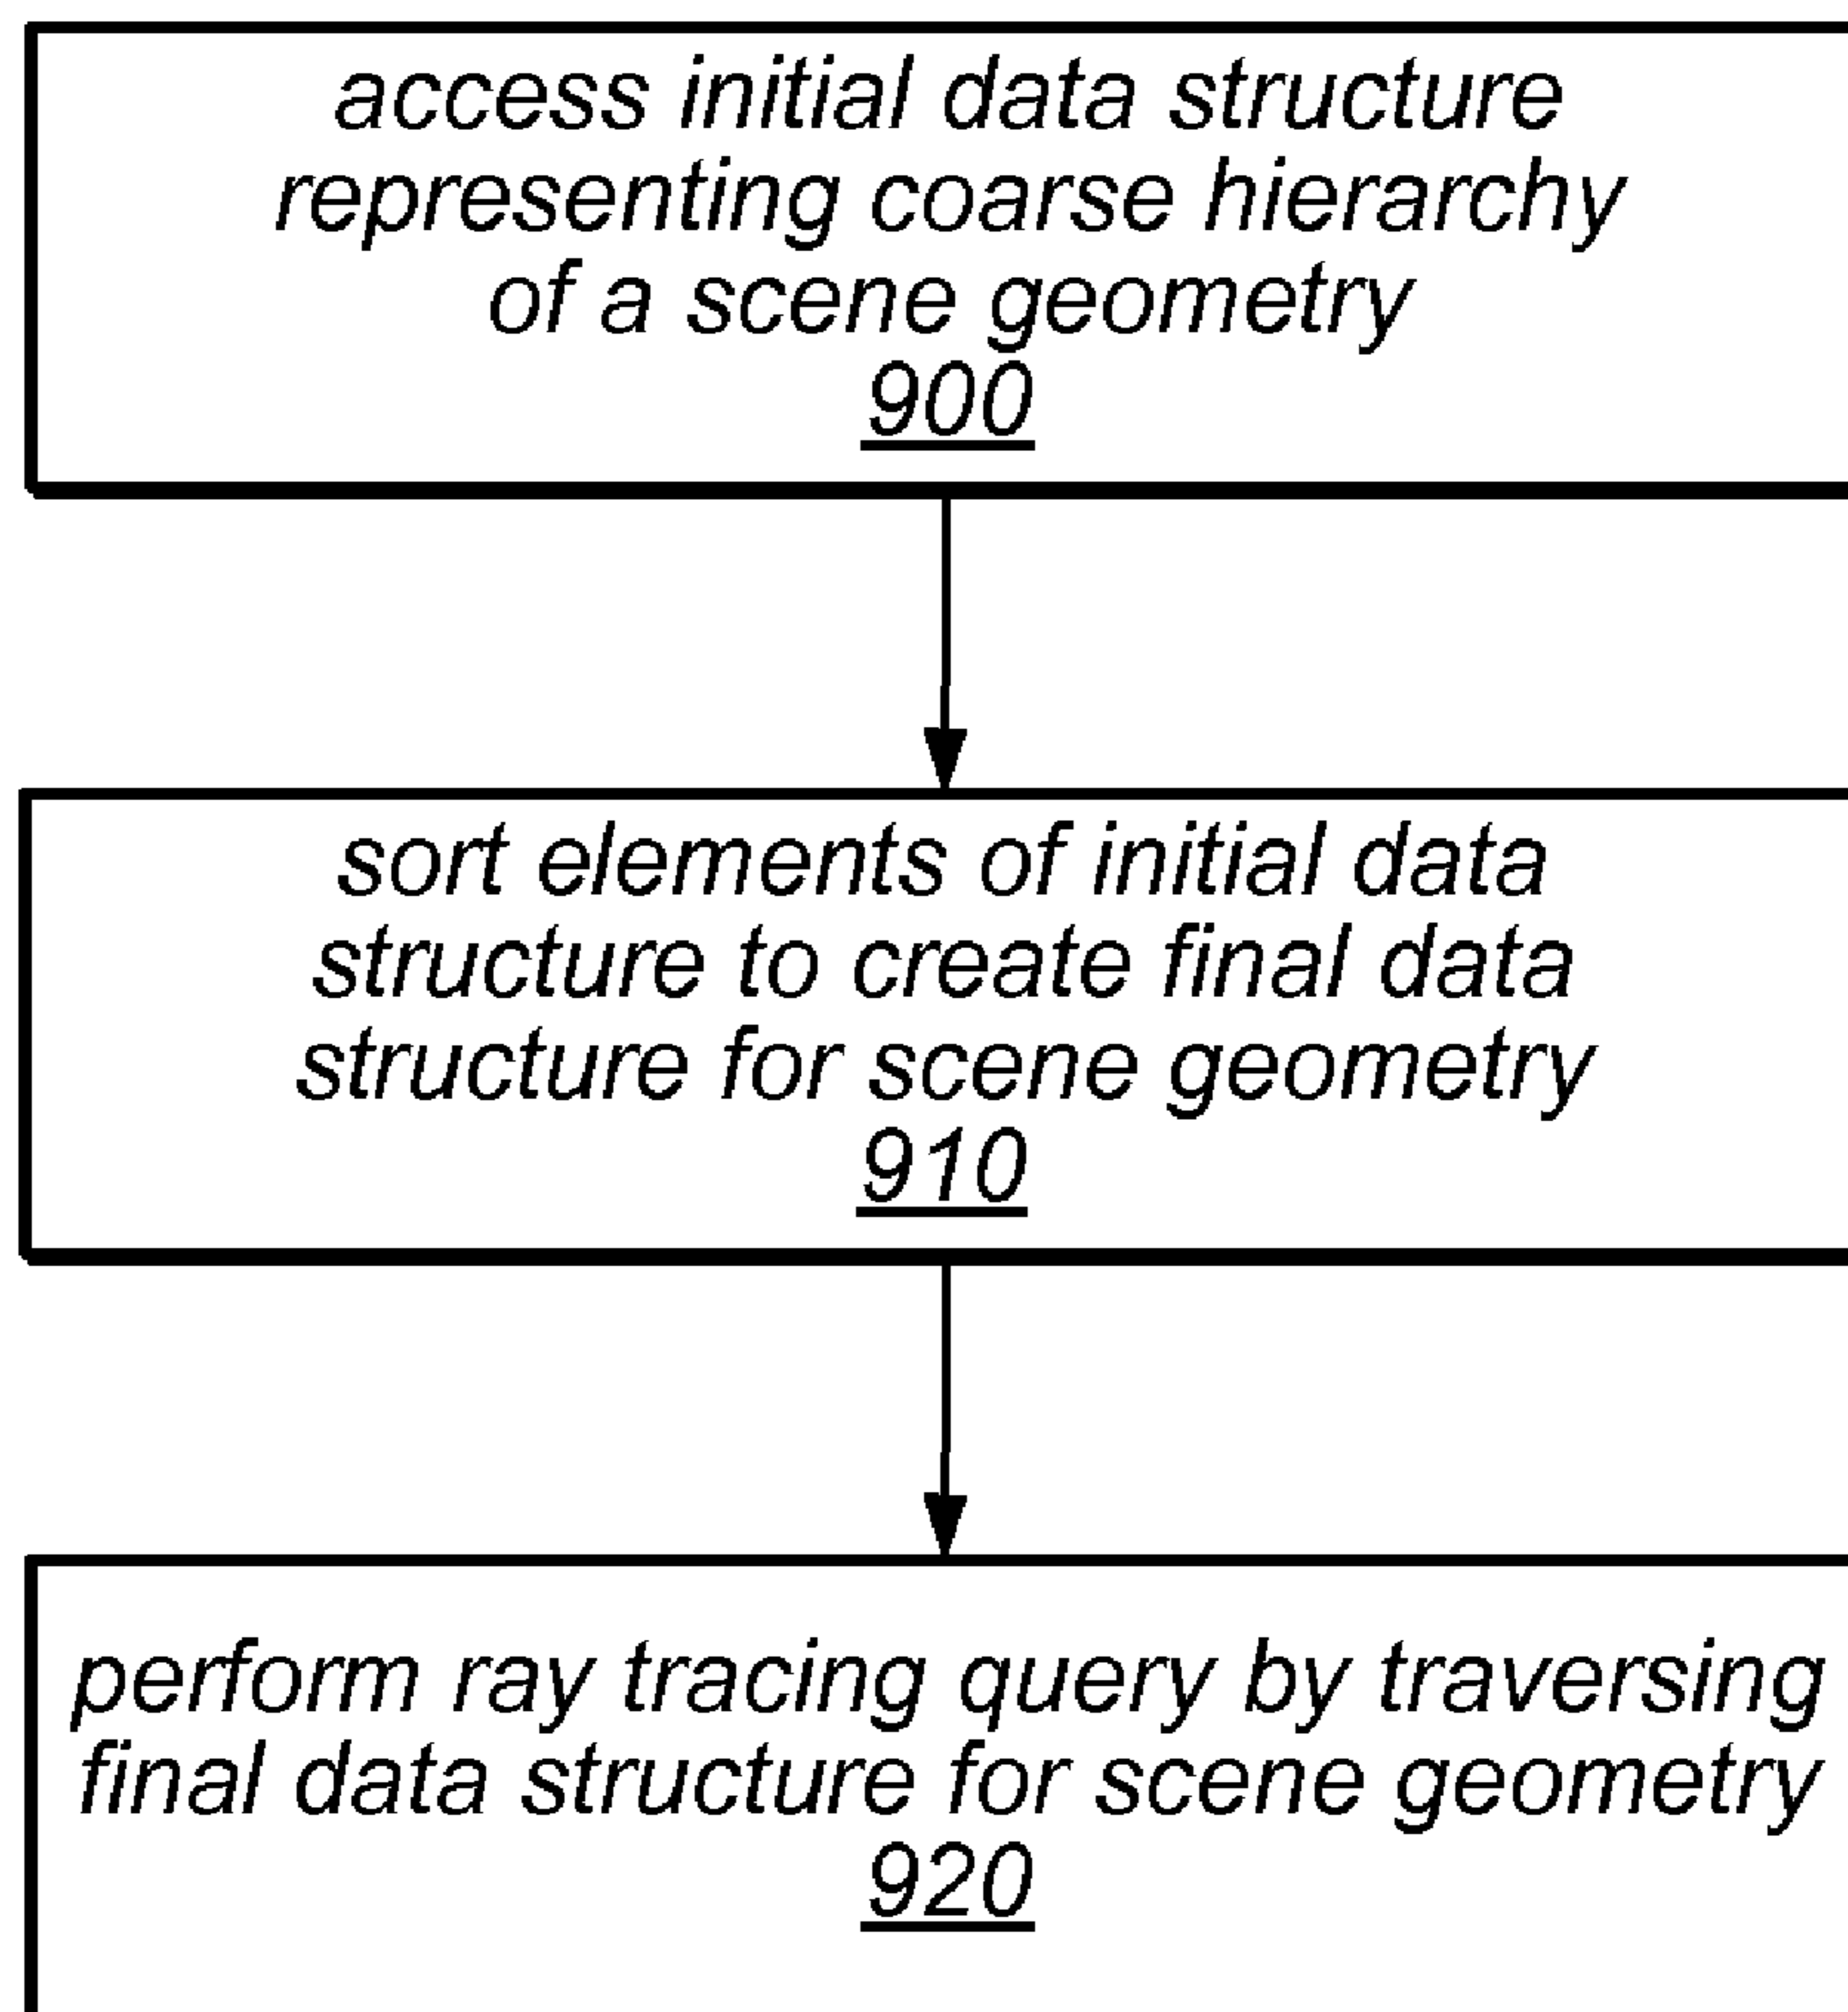 access initial data structure
representing coarse hierarchy
of a scene geometry
900
sort elements of initial data
structure to create final data
structure for scene geometry
910
perform ray tracing query by traversing
final data structure for scene geometry
920